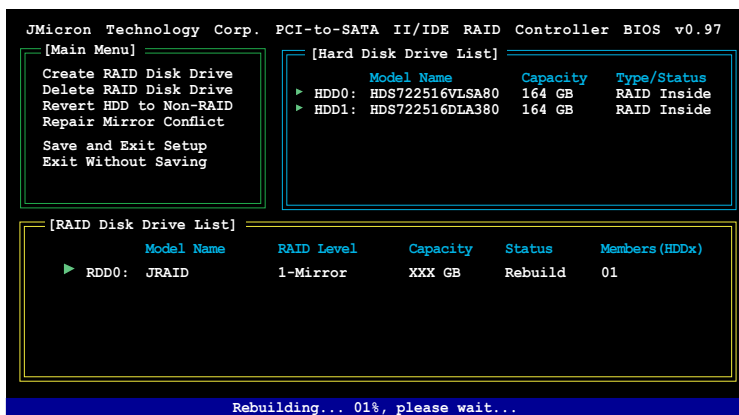 JMicron Technology Corp. PCI-to-SATA II/IDE RAID Controller BIOS v0.97
[Main Menu]
Create RAID Disk Drive
Delete RAID Disk Drive
Revert HDD to Non-RAID
Repair Mirror Conflict
Save and Exit Setup
Exit Without Saving
[Hard Disk Drive List]
Model Name Capacity Type/Status
HDD0: HDS722516VLSA80 164 GB RAID Inside
HDD1: HDS722516DLA380 164 GB RAID Inside
[RAID Disk Drive List]
Model Name RAID Level Capacity Status Members(HDDx)
RDD0: JRAID 1-Mirror XXX GB Rebuild 01
Rebuilding... 01%, please wait...